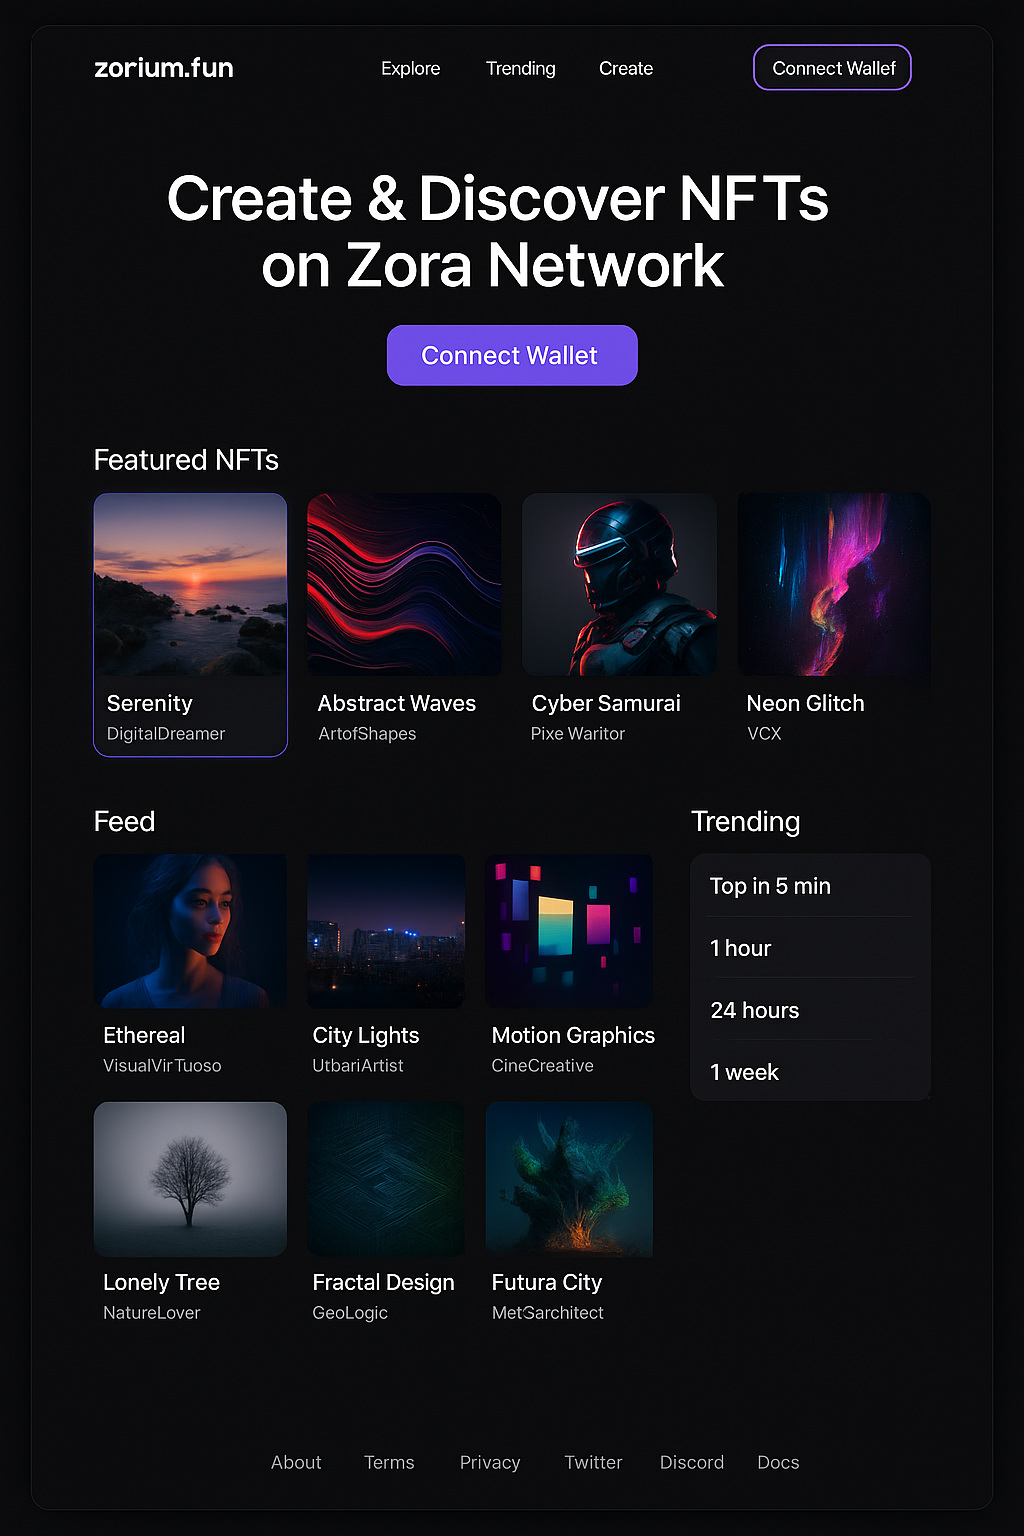 zorium.fun
Explore
Trending
Create
Connect Wallef
Create & Discover NFTs
on Zora Network
Connect Wallet
Featured NFTs
Serenity
DigitalDreamer
Abstract Waves
ArtofShapes
Cyber Samurai
Pixe Waritor
Neon Glitch
VCX
Feed
Ethereal
VisualVirTuoso
City Lights
UtbariArtist
Motion Graphics
CineCreative
Lonely Tree
NatureLover
Fractal Design
GeoLogic
Futura City
MetGarchitect
Trending
Top in 5 min
1 hour
24 hours
1 week
About
Terms
Privacy
Twitter
Discord
Docs